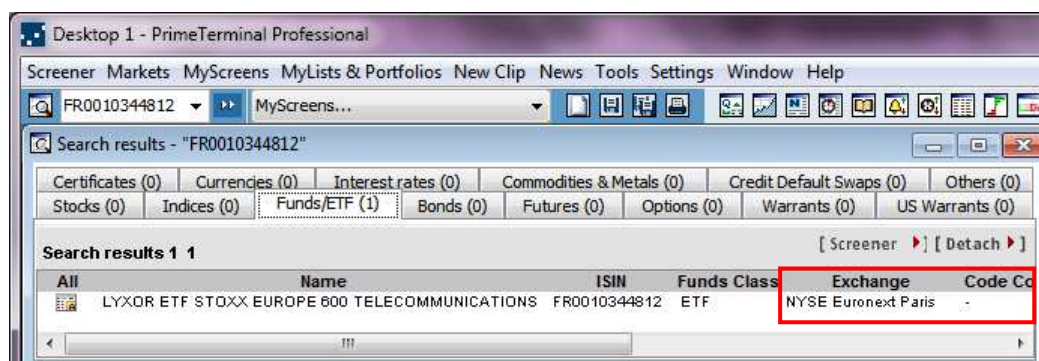 Desktop 1 - PrimeTerminal Professional
Screener Markets MyScreens MyLists & Portfolios New Clip News Tools Settings Window Help
FR0010344812 MyScreens...
Search results - "FR0010344812"
Certificates (0) Currencies (0) Interest rates (0) Commodities & Metals (0) Credit Default Swaps (0) Others (0)
Stocks (0) Indices (0) Funds/ETF (1) Bonds (0) Futures (0) Options (0) Warrants (0) US Warrants (0)
Search results 1 1 [ Screener ] [ Detach ]
All Name ISIN Funds Class Exchange Code Co
LYXOR ETF STOXX EUROPE 600 TELECOMMUNICATIONS FR0010344812 ETF NYSE Euronext Paris -